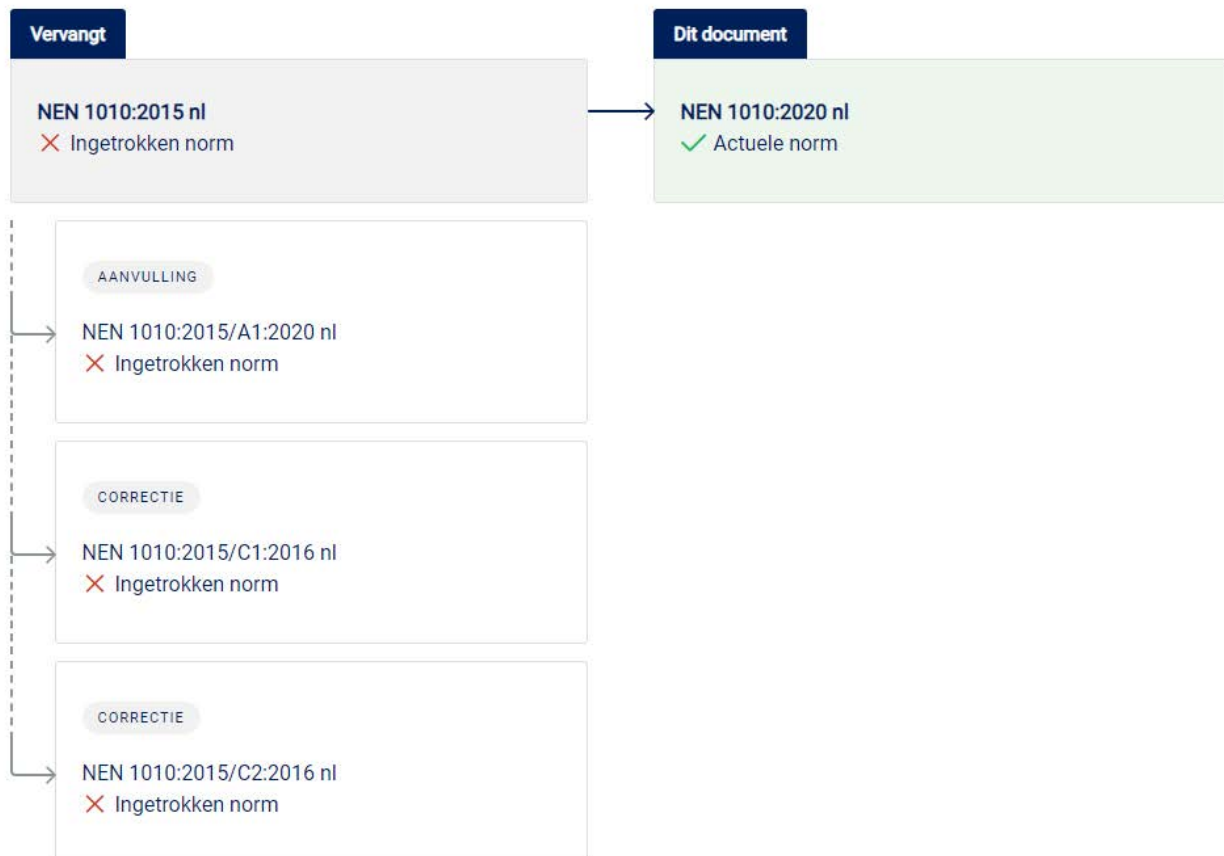 Vervangt
NEN 1010:2015 nl
Ingetrokken norm
AANVULLING
NEN 1010:2015/A1:2020 nl
Ingetrokken norm
CORRECTIE
NEN 1010:2015/C1:2016 nl
Ingetrokken norm
CORRECTIE
NEN 1010:2015/C2:2016 nl
Ingetrokken norm
Dit document
NEN 1010:2020 nl
Actuele norm